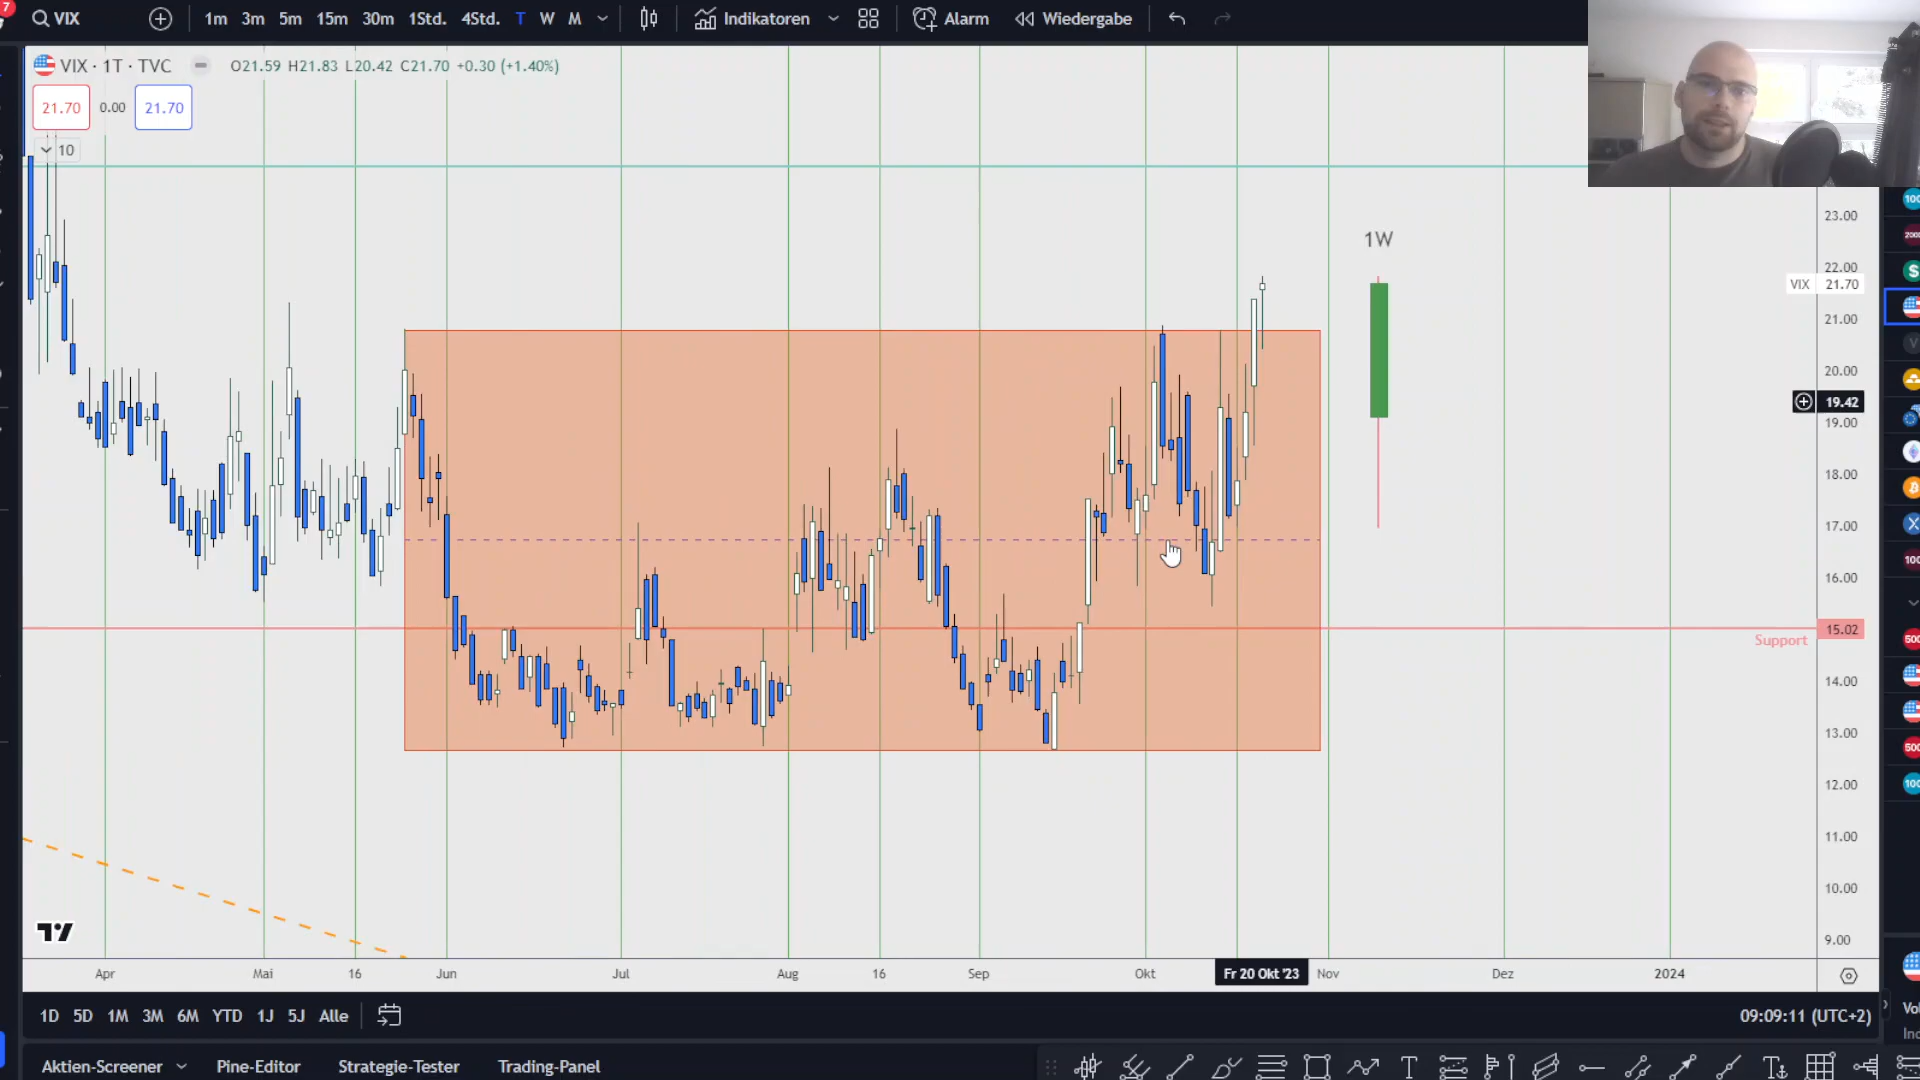 7
VIX
1m 3m 5m 15m 30m 1Std. 4Std. T W M
Indikatoren
Alarm
Wiedergabe
VIX · 1T · TVC
O21.59 H21.83 L20.42 C21.70 +0.30 (+1.40%)
21.70 0.00 21.70
10
1W
23.00
22.00
VIX 21.70
21.00
20.00
19.42
19.00
18.00
17.00
16.00
15.02
Support
14.00
13.00
12.00
11.00
10.00
9.00
Apr Mai 16 Jun Jul Aug 16 Sep Okt Fr 20 Okt '23 Nov Dez 2024
1D 5D 1M 3M 6M YTD 1J 5J Alle
09:09:11 (UTC+2)
Aktien-Screener Pine-Editor Strategie-Tester Trading-Panel